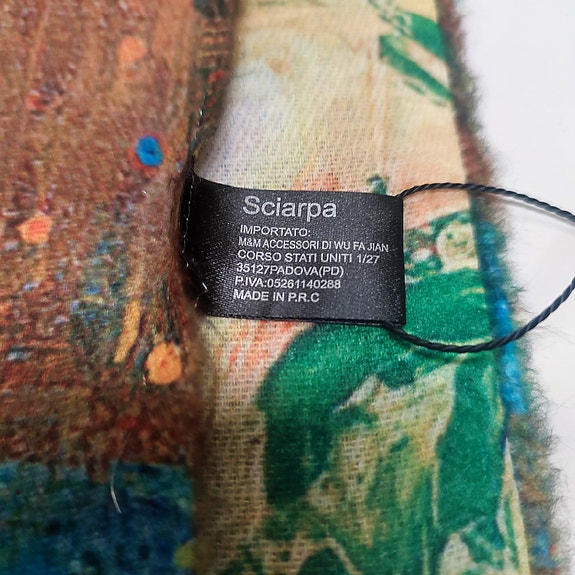 Sciarpa
IMPORTATO:
M&M ACCESSORI DI WU FA JIAN
CORSO STATI UNITI 1/27
35127PADOVA(PD)
P.IVA:05261140288
MADE IN P.R.C